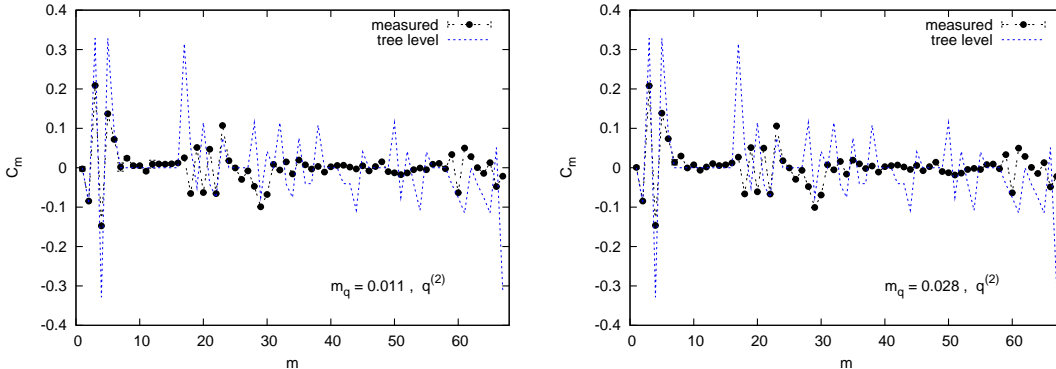 0.4
0.3
0.2
0.1
0
-0.1
-0.2
-0.3
-0.4
C_m
measured
tree level
m_q = 0.011 , q^(2)
0 10 20 30 40 50 60
m
0.4
0.3
0.2
0.1
0
-0.1
-0.2
-0.3
-0.4
C_m
measured
tree level
m_q = 0.028 , q^(2)
0 10 20 30 40 50 60
m